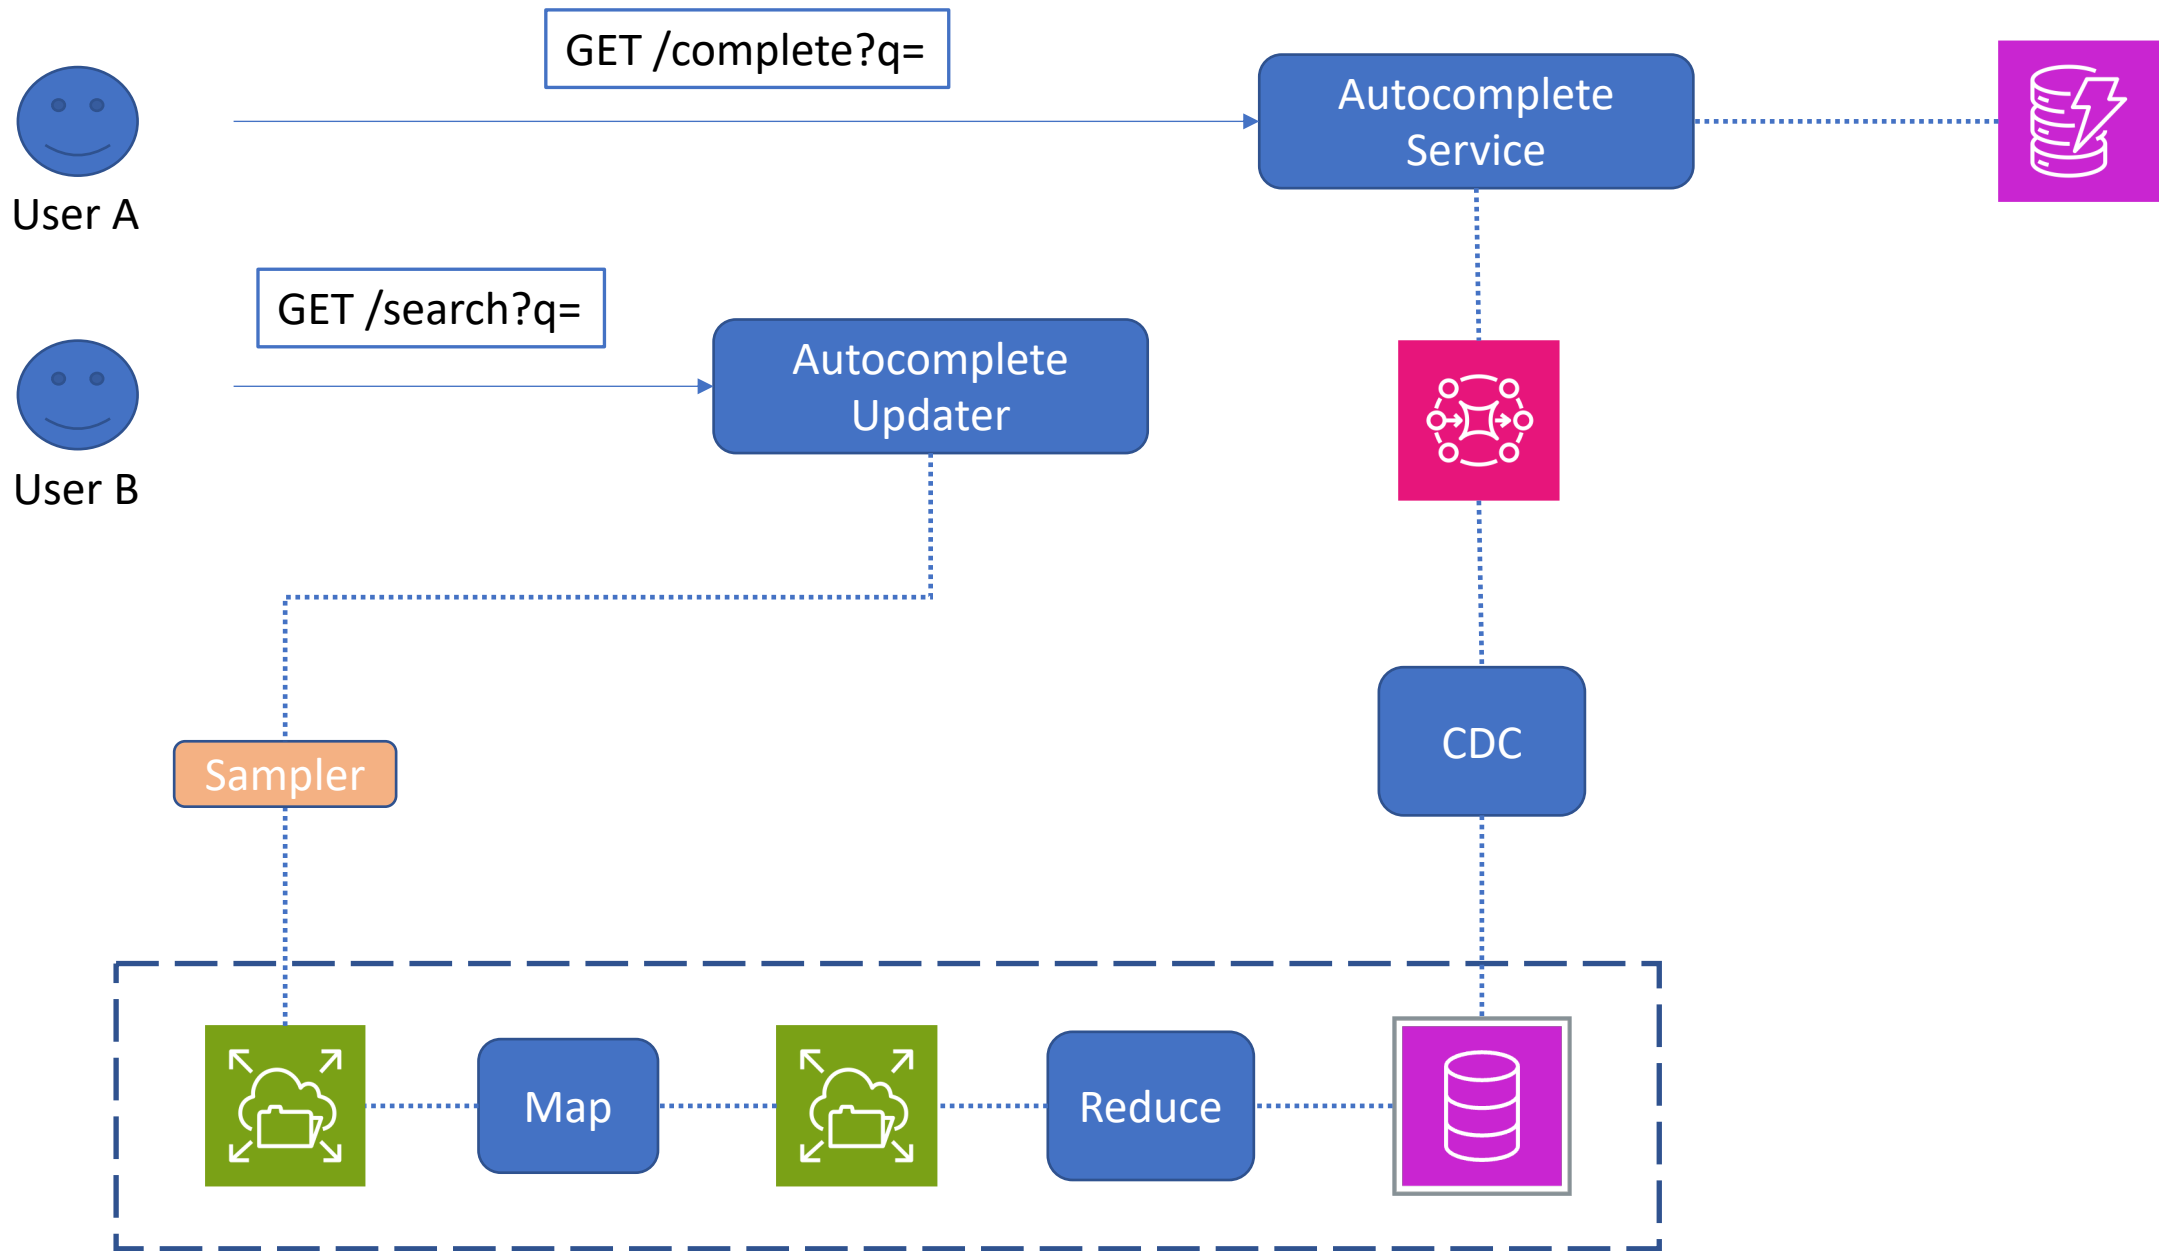 GET /complete?q=
Autocomplete
Service
User A
GET /search?q=
Autocomplete
Updater
User B
CDC
Sampler
Map
Reduce